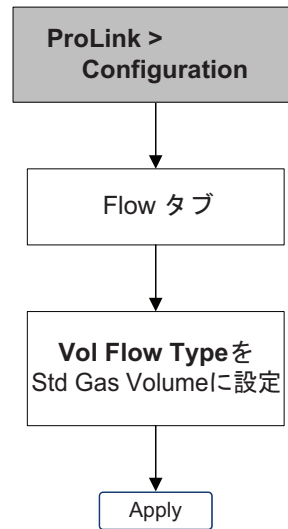 ProLink >
Configuration
Flow タブ
Vol Flow Typeを
Std Gas Volumeに設定
Apply